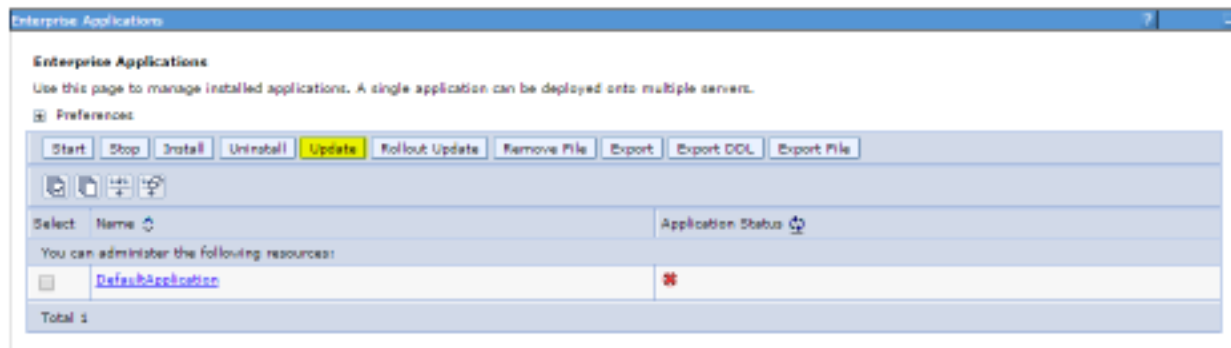 Enterprise Applications ? -
Enterprise Applications
Use this page to manage installed applications. A single application can be deployed onto multiple servers.
Preferences
Start Stop Install Uninstall Update Rollout Update Remove File Export Export DDL Export File
Select Name Application Status
You can administer the following resources:
DefaultApplication
Total 1